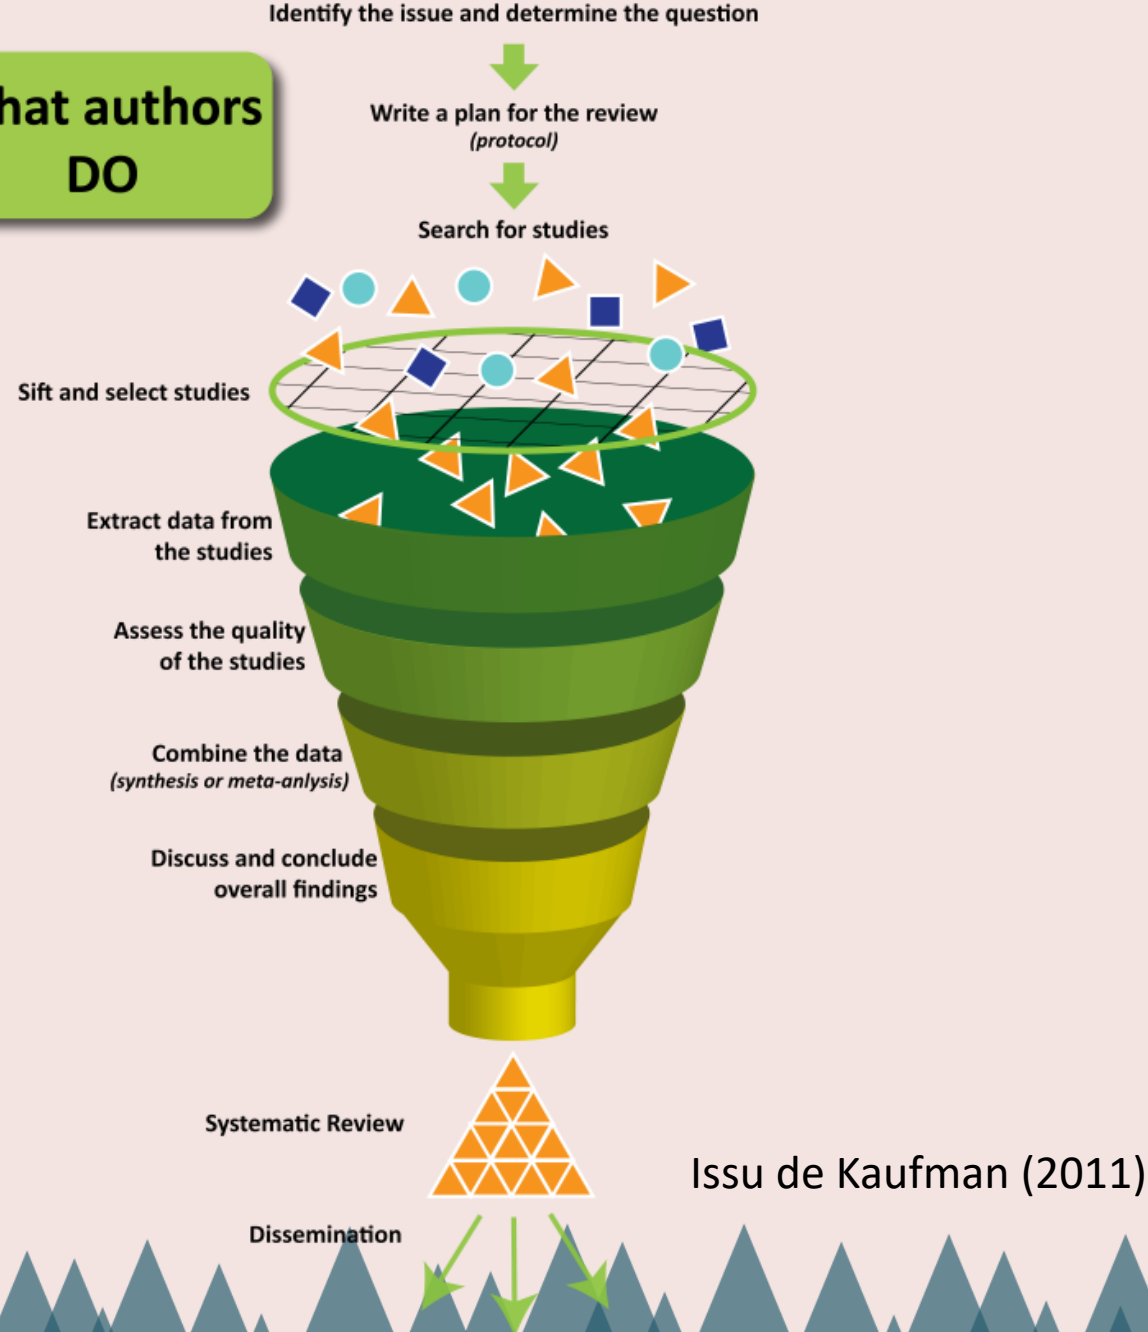 Identify the issue and determine the question
hat authors
DO
Write a plan for the review
(protocol)
Search for studies
Sift and select studies
Extract data from
the studies
Assess the quality
of the studies
Combine the data
(synthesis or meta-anlysis)
Discuss and conclude
overall findings
Systematic Review
Issu de Kaufman (2011)
Dissemination